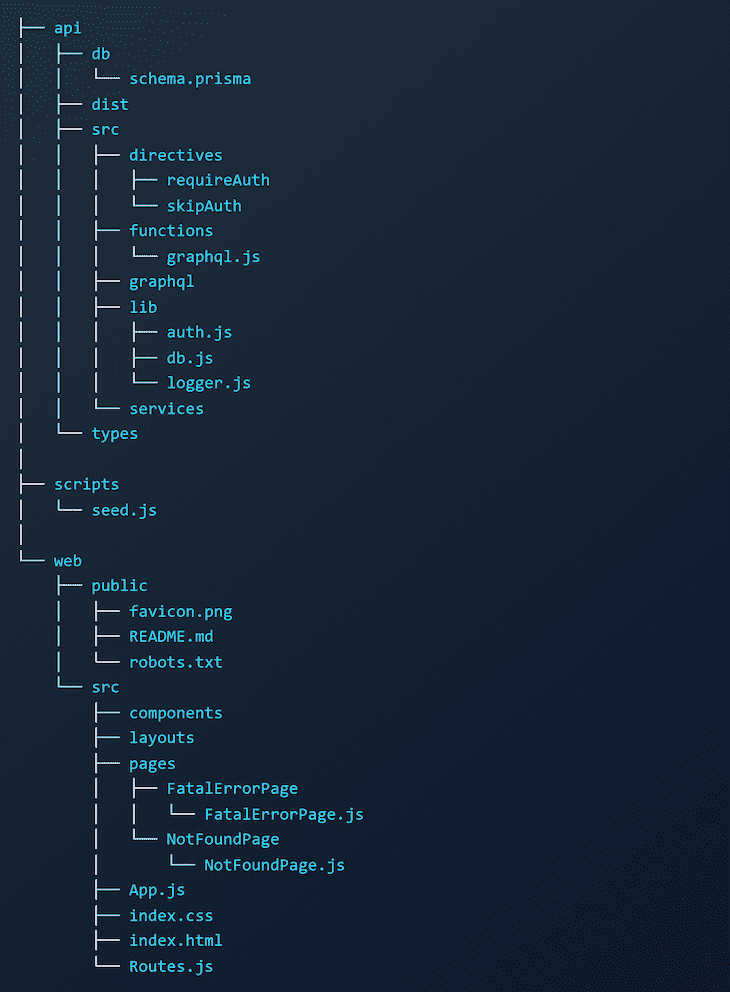 ├── api
│   ├── db
│   │   └── schema.prisma
│   ├── dist
│   ├── src
│   │   ├── directives
│   │   │   ├── requireAuth
│   │   │   └── skipAuth
│   │   ├── functions
│   │   │   └── graphql.js
│   │   ├── graphql
│   │   ├── lib
│   │   │   ├── auth.js
│   │   │   ├── db.js
│   │   │   └── logger.js
│   │   └── services
│   └── types
│
├── scripts
│   └── seed.js
│
└── web
    ├── public
    │   ├── favicon.png
    │   ├── README.md
    │   └── robots.txt
    └── src
        ├── components
        ├── layouts
        ├── pages
        │   ├── FatalErrorPage
        │   │   └── FatalErrorPage.js
        │   └── NotFoundPage
        │       └── NotFoundPage.js
        ├── App.js
        ├── index.css
        ├── index.html
        └── Routes.js